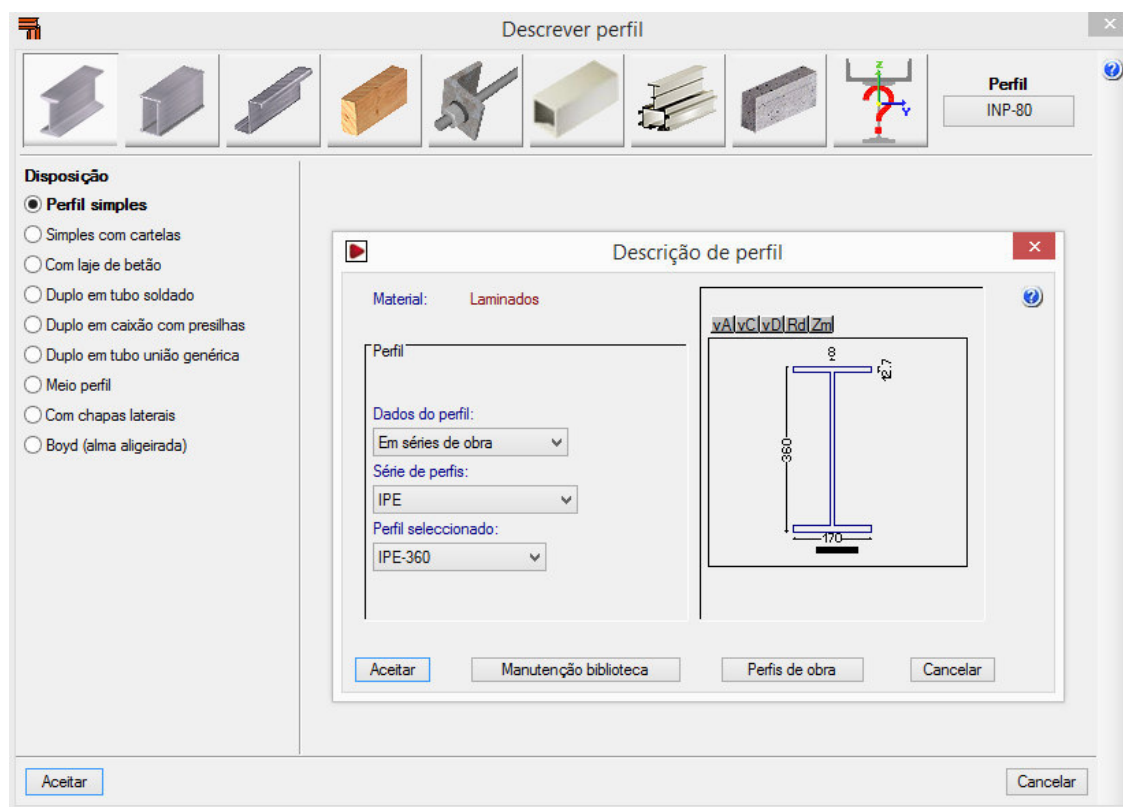 Descrever perfil
Perfil
INP-80
z
Y
Disposição
Perfil simples
Simples com cartelas
Com laje de betão
Duplo em tubo soldado
Duplo em caixão com presilhas
Duplo em tubo união genérica
Meio perfil
Com chapas laterais
Boyd (alma aligeirada)
Descrição de perfil
Material: Laminados
Perfil
Dados do perfil:
Em séries de obra
Série de perfis:
IPE
Perfil seleccionado:
IPE-360
vA vC vD Rd Zm
8
360
170
Aceitar Manutenção biblioteca Perfis de obra Cancelar
Aceitar Cancelar